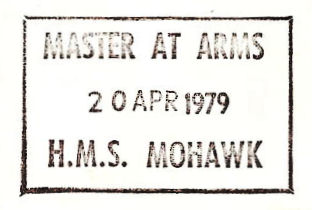 MASTER AT ARMS
20 APR 1979
H.M.S. MOHAWK